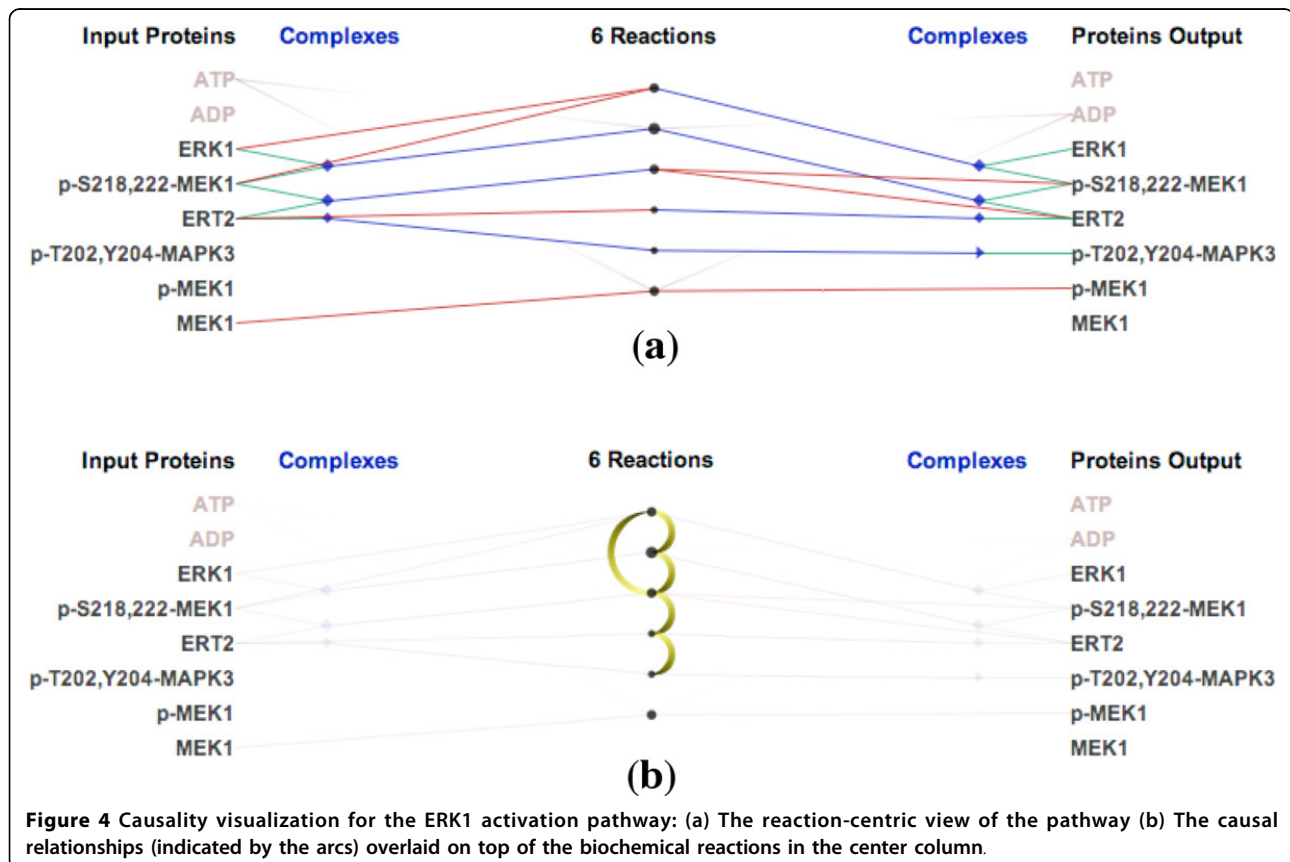 Input Proteins Complexes 6 Reactions Complexes Proteins Output
ATP ATP
ADP ADP
ERK1 ERK1
p-S218,222-MEK1 p-S218,222-MEK1
ERT2 ERT2
p-T202,Y204-MAPK3 p-T202,Y204-MAPK3
p-MEK1 p-MEK1
MEK1 MEK1
(a)
Input Proteins Complexes 6 Reactions Complexes Proteins Output
ATP ATP
ADP ADP
ERK1 ERK1
p-S218,222-MEK1 p-S218,222-MEK1
ERT2 ERT2
p-T202,Y204-MAPK3 p-T202,Y204-MAPK3
p-MEK1 p-MEK1
MEK1 MEK1
(b)
Figure 4 Causality visualization for the ERK1 activation pathway: (a) The reaction-centric view of the pathway (b) The causal
relationships (indicated by the arcs) overlaid on top of the biochemical reactions in the center column.